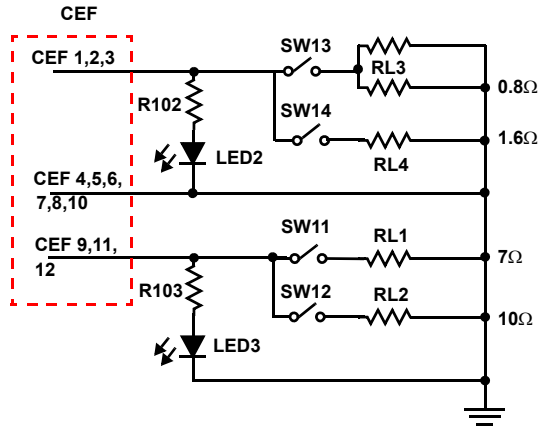 CEF
CEF 1,2,3
SW13
RL3
0.8Ω
R102
SW14
1.6Ω
LED2
RL4
CEF 4,5,6,
7,8,10
CEF 9,11,
12
SW11
RL1
7Ω
R103
SW12
RL2
10Ω
LED3